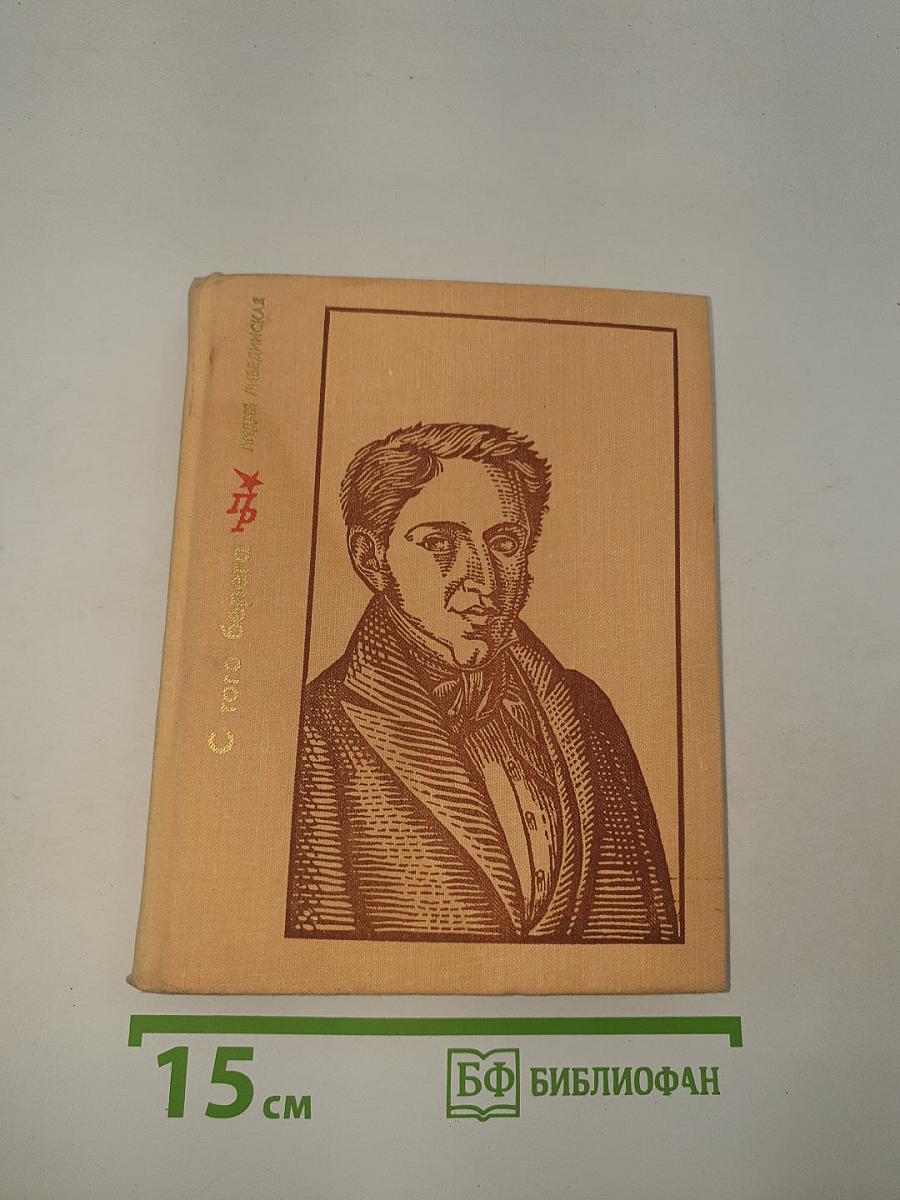 Лидия Либединская
ПР
С того берега
15 см
БФ БИБЛИОФАН